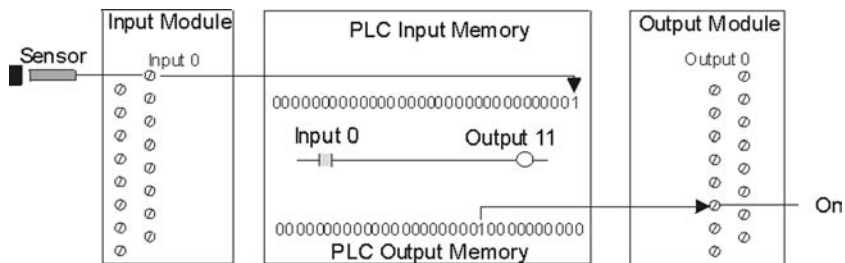 Input Module
PLC Input Memory
Output Module
Sensor
Input 0
Output 0
00000000000000000000000000000001
Input 0
Output 11
On
00000000000000000000010000000000
PLC Output Memory